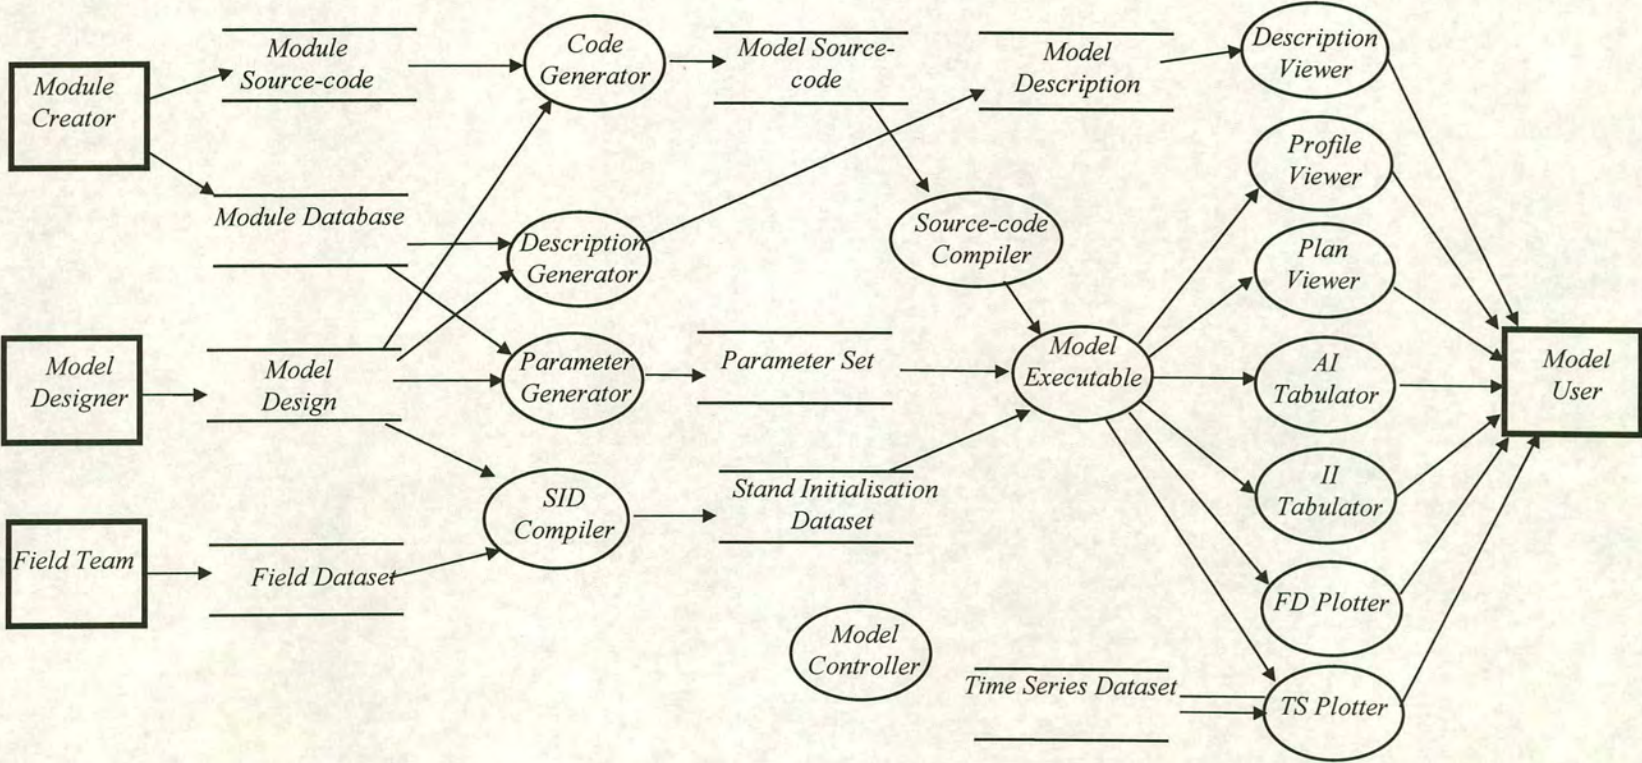 Module
Creator
Module
Source-code
Code
Generator
Model Source-
code
Model
Description
Description
Viewer
Profile
Viewer
Module Database
Description
Generator
Source-code
Compiler
Plan
Viewer
Model
Designer
Model
Design
Parameter
Generator
Parameter Set
Model
Executable
AI
Tabulator
Model
User
II
Tabulator
SID
Compiler
Stand Initialisation
Dataset
Field Team
Field Dataset
FD Plotter
Model
Controller
Time Series Dataset
TS Plotter